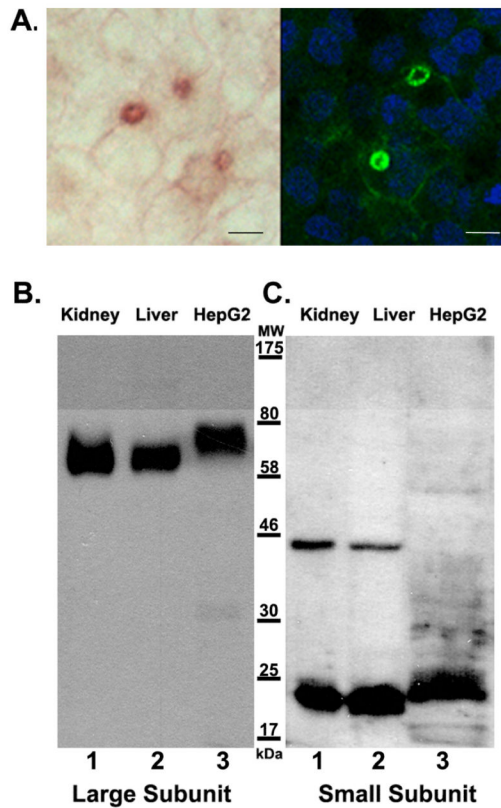 A.
B.
C.
Kidney Liver HepG2
MW
Kidney Liver HepG2
175
80
58
46
30
25
17
kDa
1 2 3
1 2 3
Large Subunit
Small Subunit